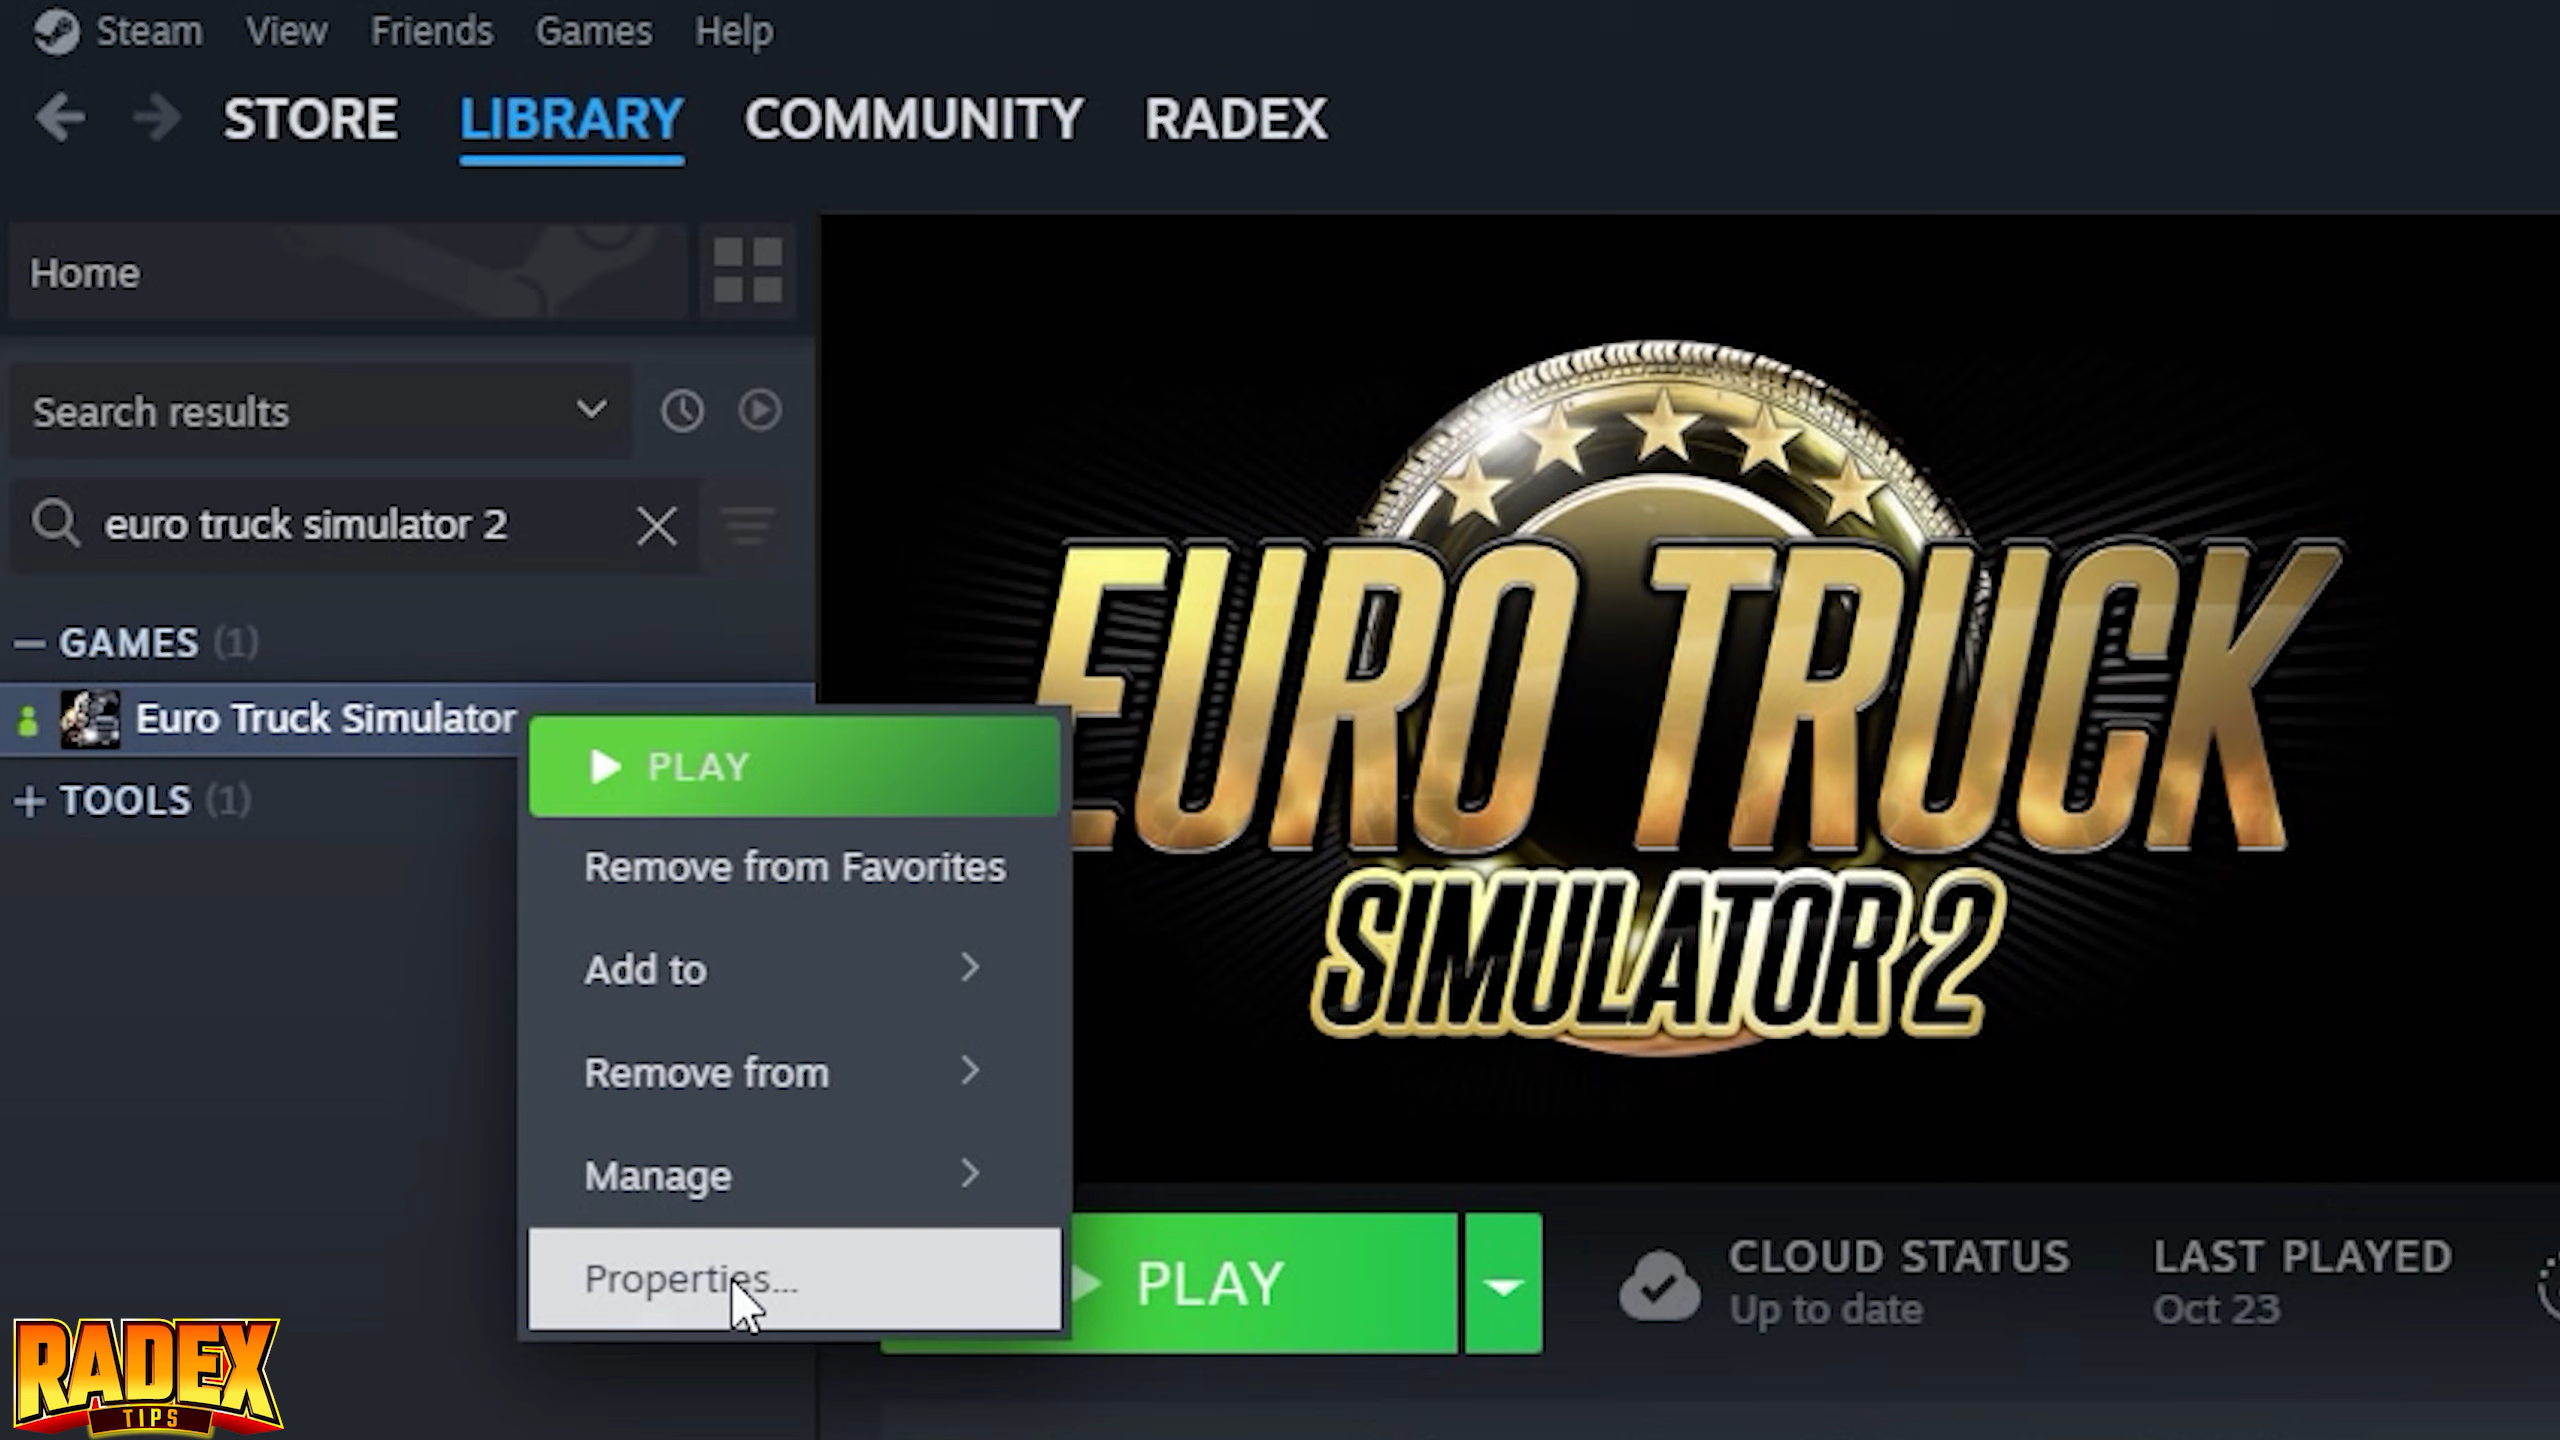 Steam View Friends Games Help
STORE LIBRARY COMMUNITY RADEX
Home
Search results
euro truck simulator 2
GAMES (1)
Euro Truck Simulator
TOOLS (1)
PLAY
Remove from Favorites
Add to
Remove from
Manage
Properties...
EURO TRUCK
SIMULATOR 2
PLAY
CLOUD STATUS
Up to date
LAST PLAYED
Oct 23
RADEX
TIPS